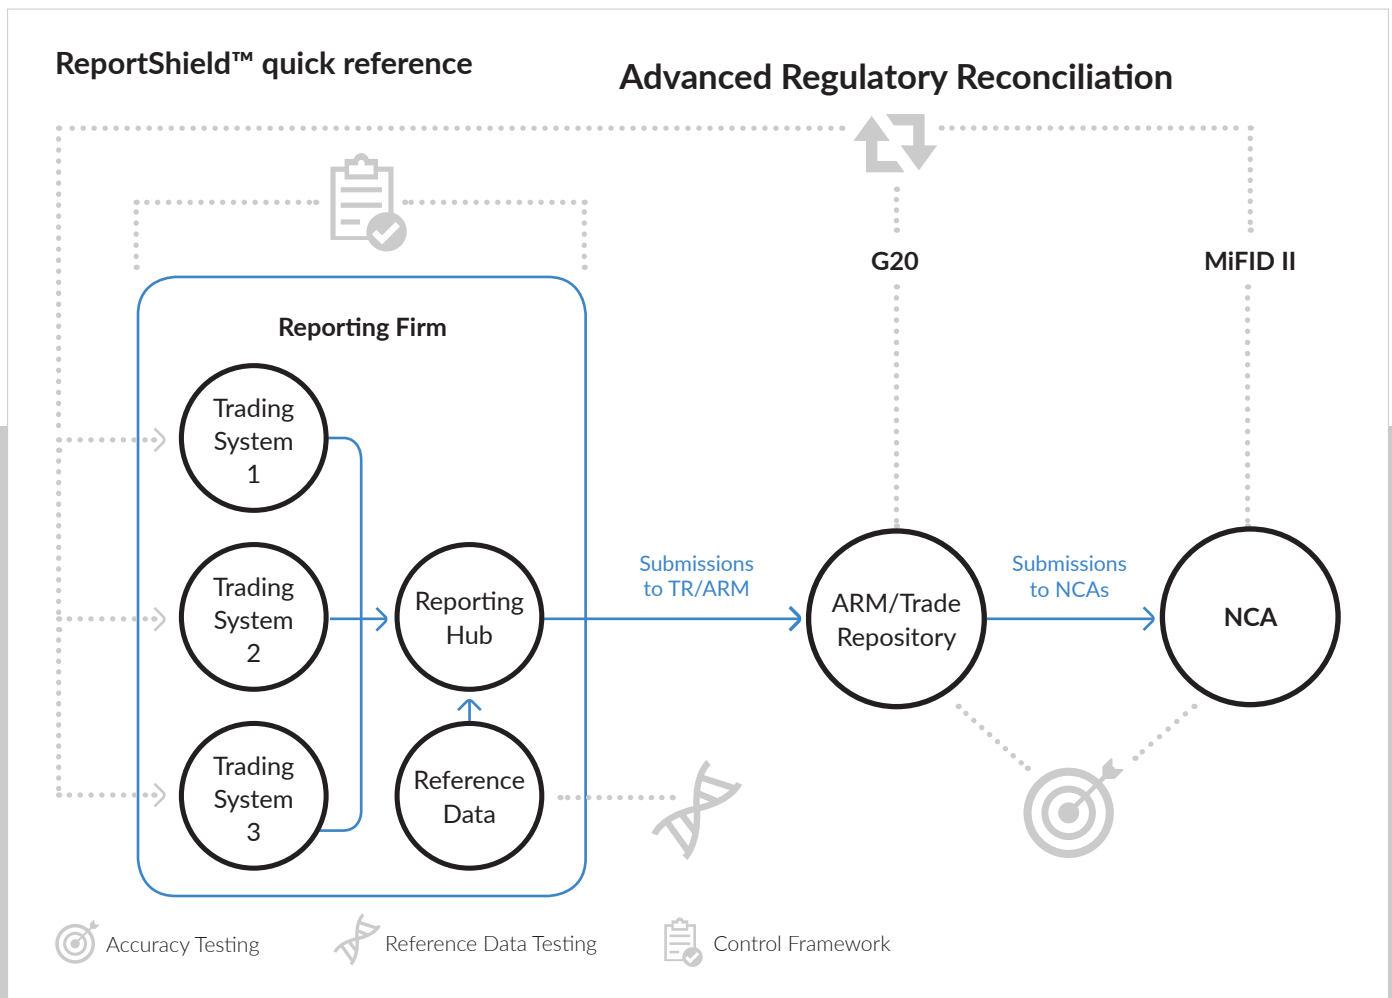 ReportShield™ quick reference
Advanced Regulatory Reconciliation
G20
MiFID II
Reporting Firm
Trading
System
1
Trading
System
2
Trading
System
3
Reporting
Hub
Reference
Data
Submissions
to TR/ARM
ARM/Trade
Repository
Submissions
to NCAs
NCA
Accuracy Testing
Reference Data Testing
Control Framework